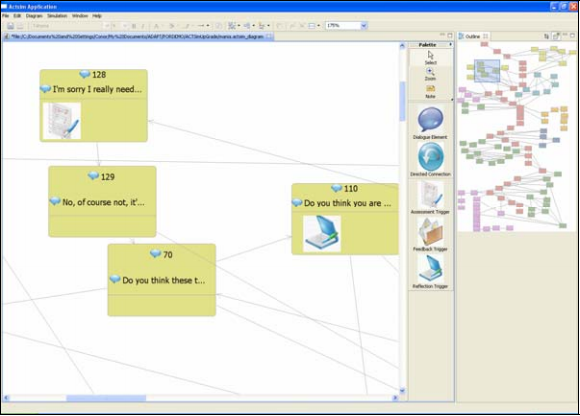 Actsim Application
File Edit Diagram Simulation Window Help
175%
Palette
Select
Zoom
Note
Dialogue Element
Directed Connection
Assessment Trigger
Feedback Trigger
Reflection Trigger
Outline
128
I'm sorry I really need...
129
No, of course not, it'...
110
Do you think you are ...
70
Do you think these t...